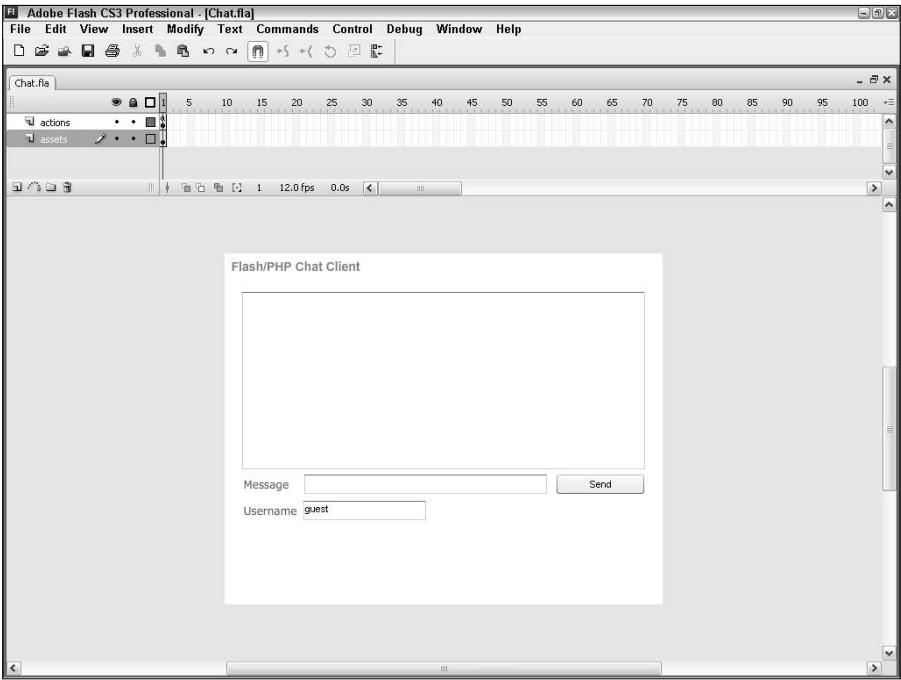 Fl Adobe Flash CS3 Professional - [Chat.fla]
File Edit View Insert Modify Text Commands Control Debug Window Help
Chat.fla
1 5 10 15 20 25 30 35 40 45 50 55 60 65 70 75 80 85 90 95 100
actions
assets
1 12.0 fps 0.0s
Flash/PHP Chat Client
Message Send
Username guest